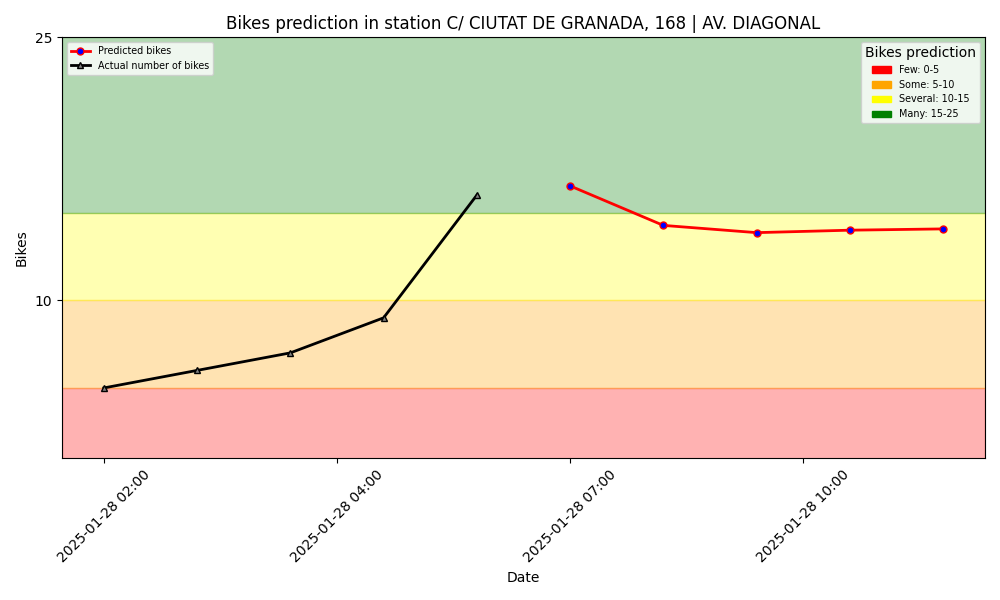 Bikes prediction in station C/ CIUTAT DE GRANADA, 168 | AV. DIAGONAL
25
10
Bikes
Predicted bikes
Actual number of bikes
Bikes prediction
Few: 0-5
Some: 5-10
Several: 10-15
Many: 15-25
2025-01-28 02:00
2025-01-28 04:00
2025-01-28 07:00
2025-01-28 10:00
Date